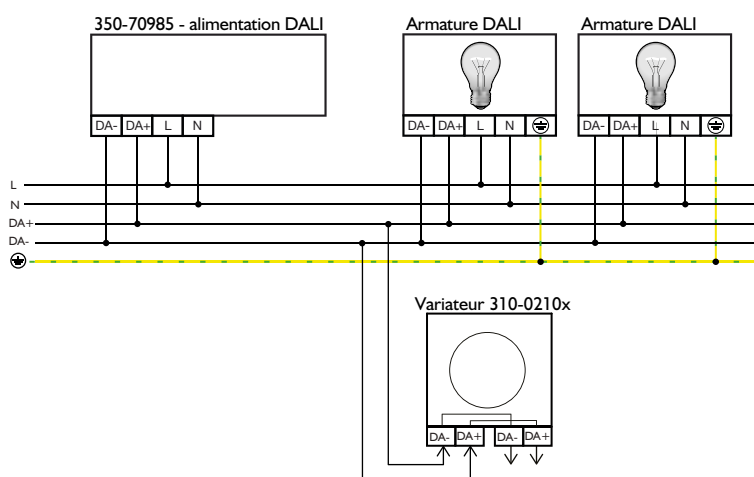 350-70985 - alimentation DALI
Armature DALI
Armature DALI
DA- DA+ L N
DA- DA+ L N
DA- DA+ L N
L
N
DA+
DA-
Variateur 310-0210x
DA- DA+ DA- DA+